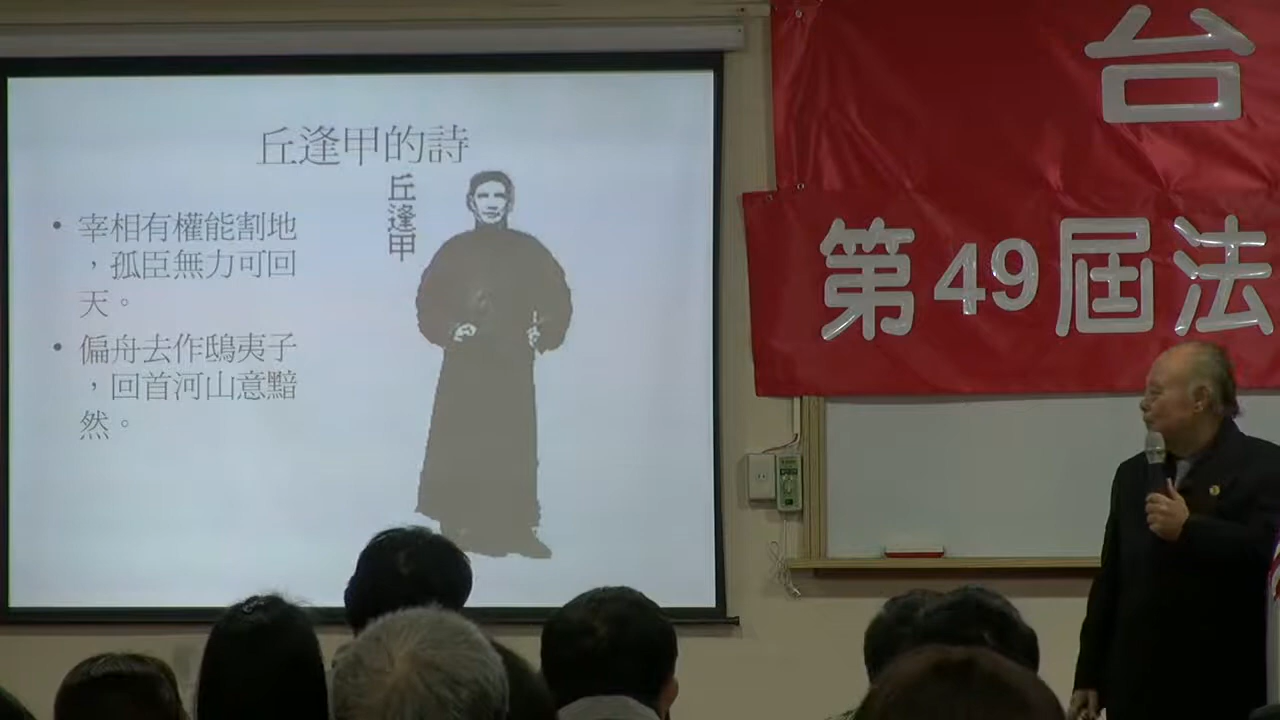 丘逢甲的詩
丘逢甲
• 宰相有權能割地
，孤臣無力可回
天。
• 偏舟去作鴟夷子
，回首河山意黯
然。
台
第49屆法